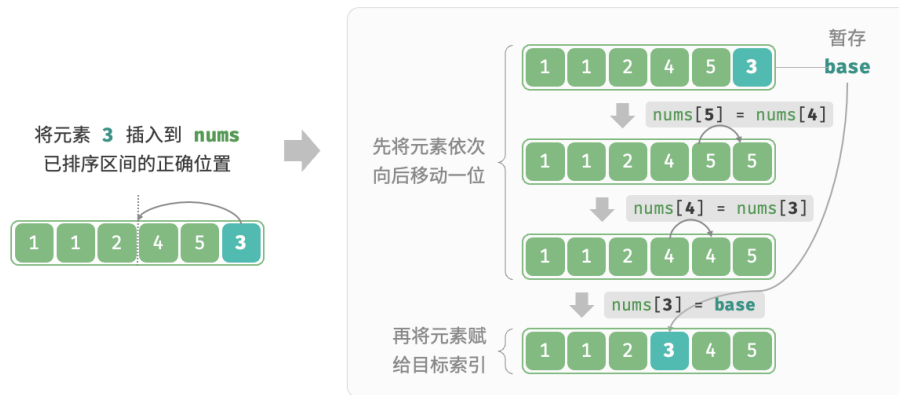 将元素 3 插入到 nums
已排序区间的正确位置
1 1 2 4 5 3
暂存
base
1 1 2 4 5 3
nums[5] = nums[4]
先将元素依次
向后移动一位
1 1 2 4 5 5
nums[4] = nums[3]
1 1 2 4 4 5
nums[3] = base
再将元素赋
给目标索引
1 1 2 3 4 5